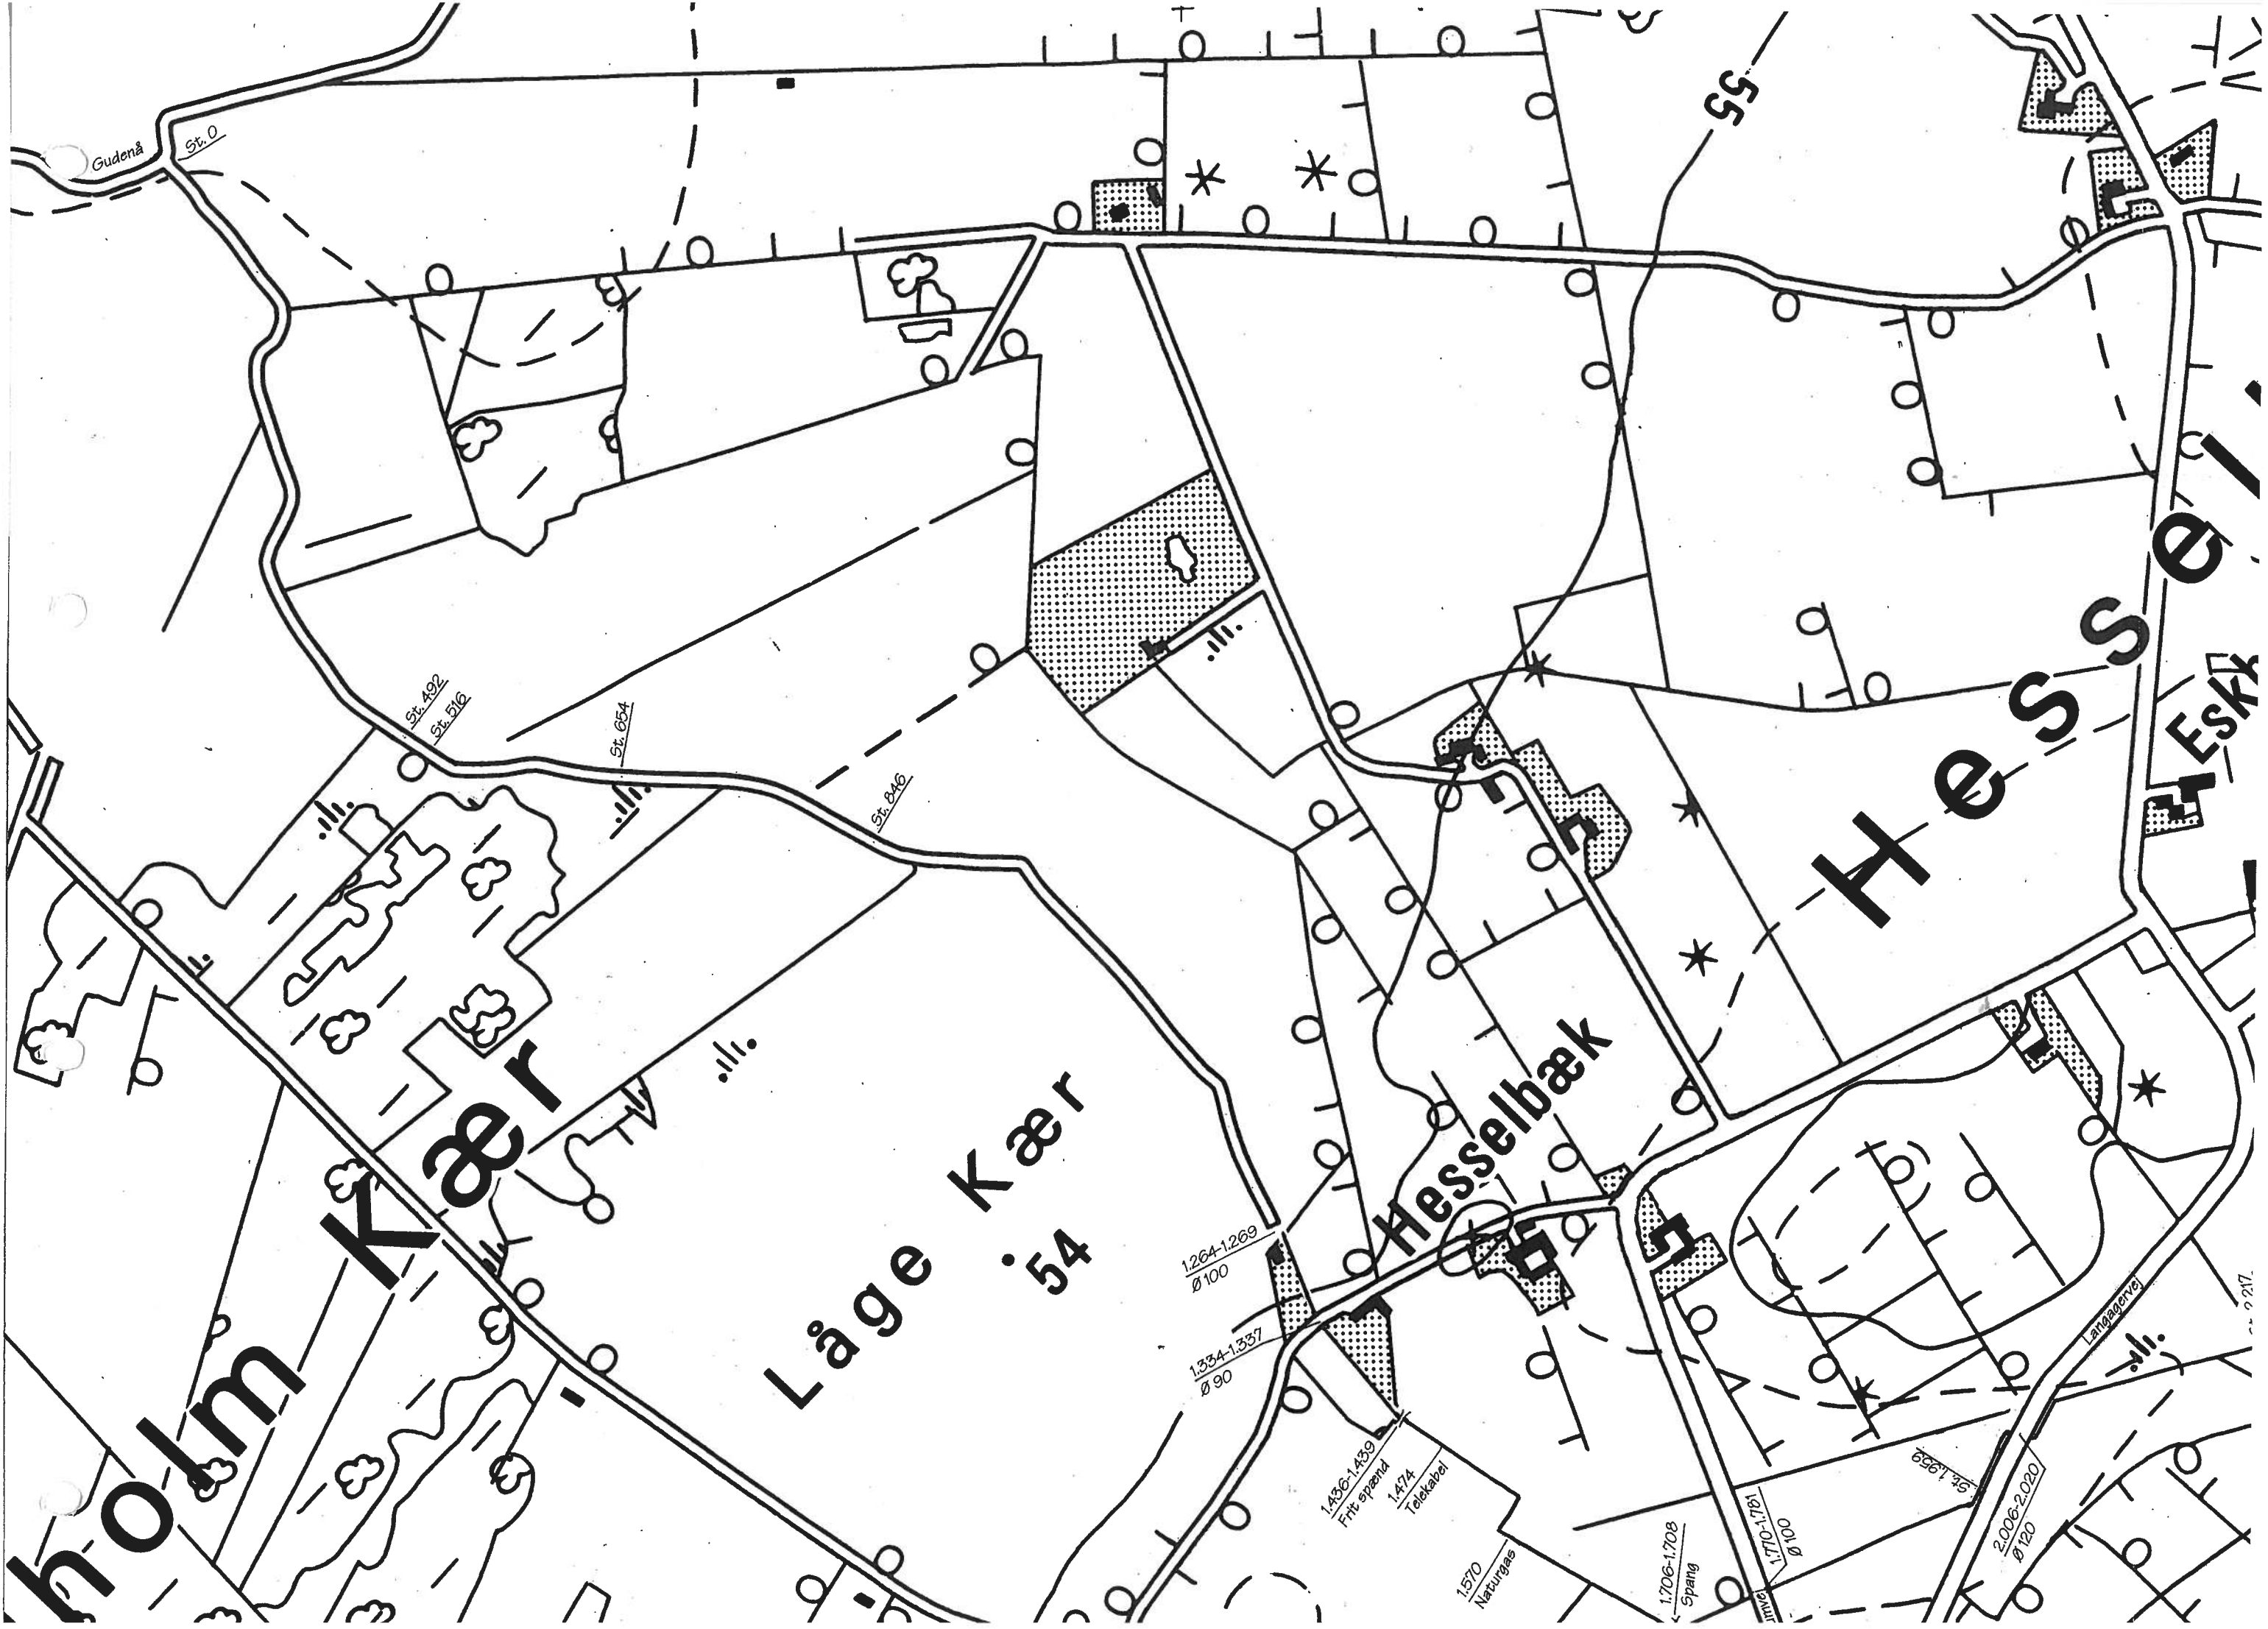 55
Gudenå
St. 0
Hessel
Eskk
St. 492
St. 516
St. 654
St. 846
Hesselbæk
holm Kær
Låge Kær
54
1.264-1.269
Ø 100
1.334-1.337
Ø 90
Langagervej
1.436-1.439
Frit spænd
1.474
Telekabel
St. 1.959
2.006-2.020
Ø 120
1.770-1.781
Ø 100
1.706-1.708
Spang
1.570
Naturgas